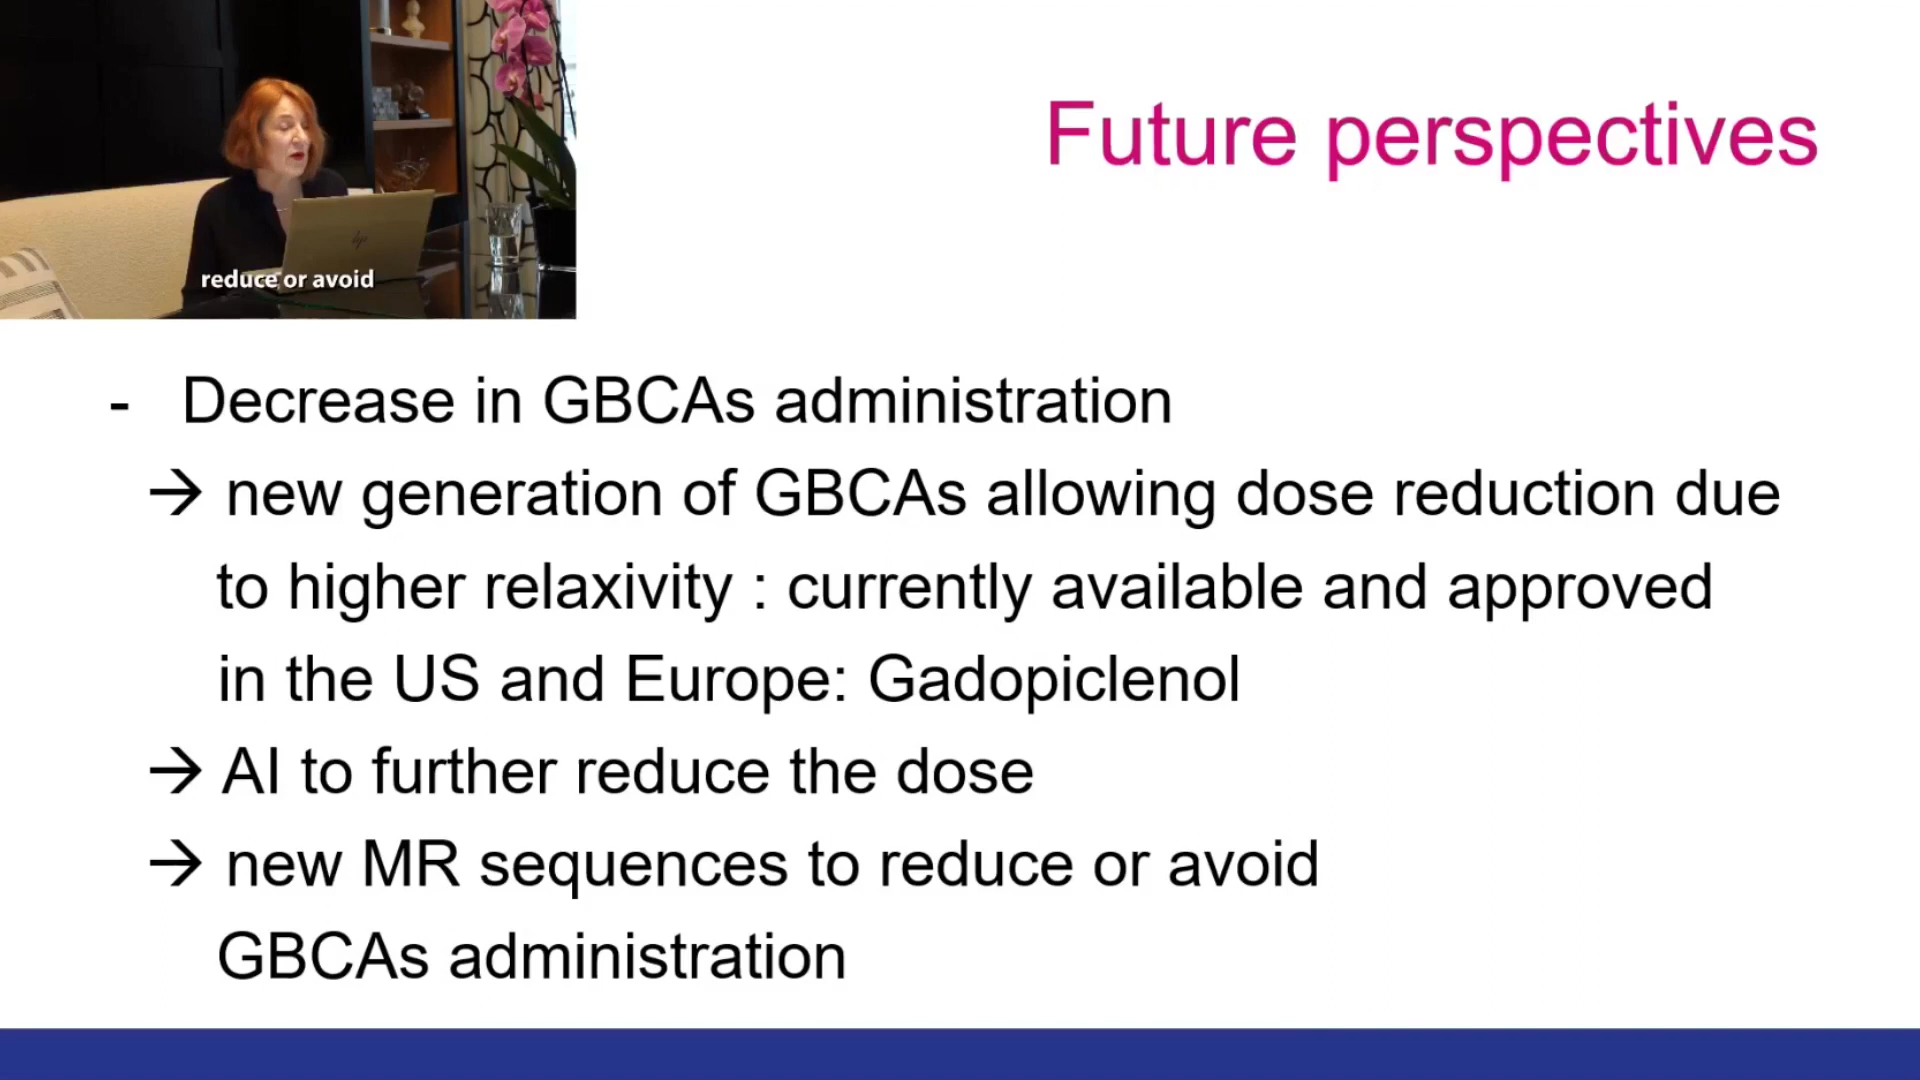 Future perspectives
reduce or avoid
- Decrease in GBCAs administration
→ new generation of GBCAs allowing dose reduction due
to higher relaxivity : currently available and approved
in the US and Europe: Gadopiclenol
→ AI to further reduce the dose
→ new MR sequences to reduce or avoid
GBCAs administration